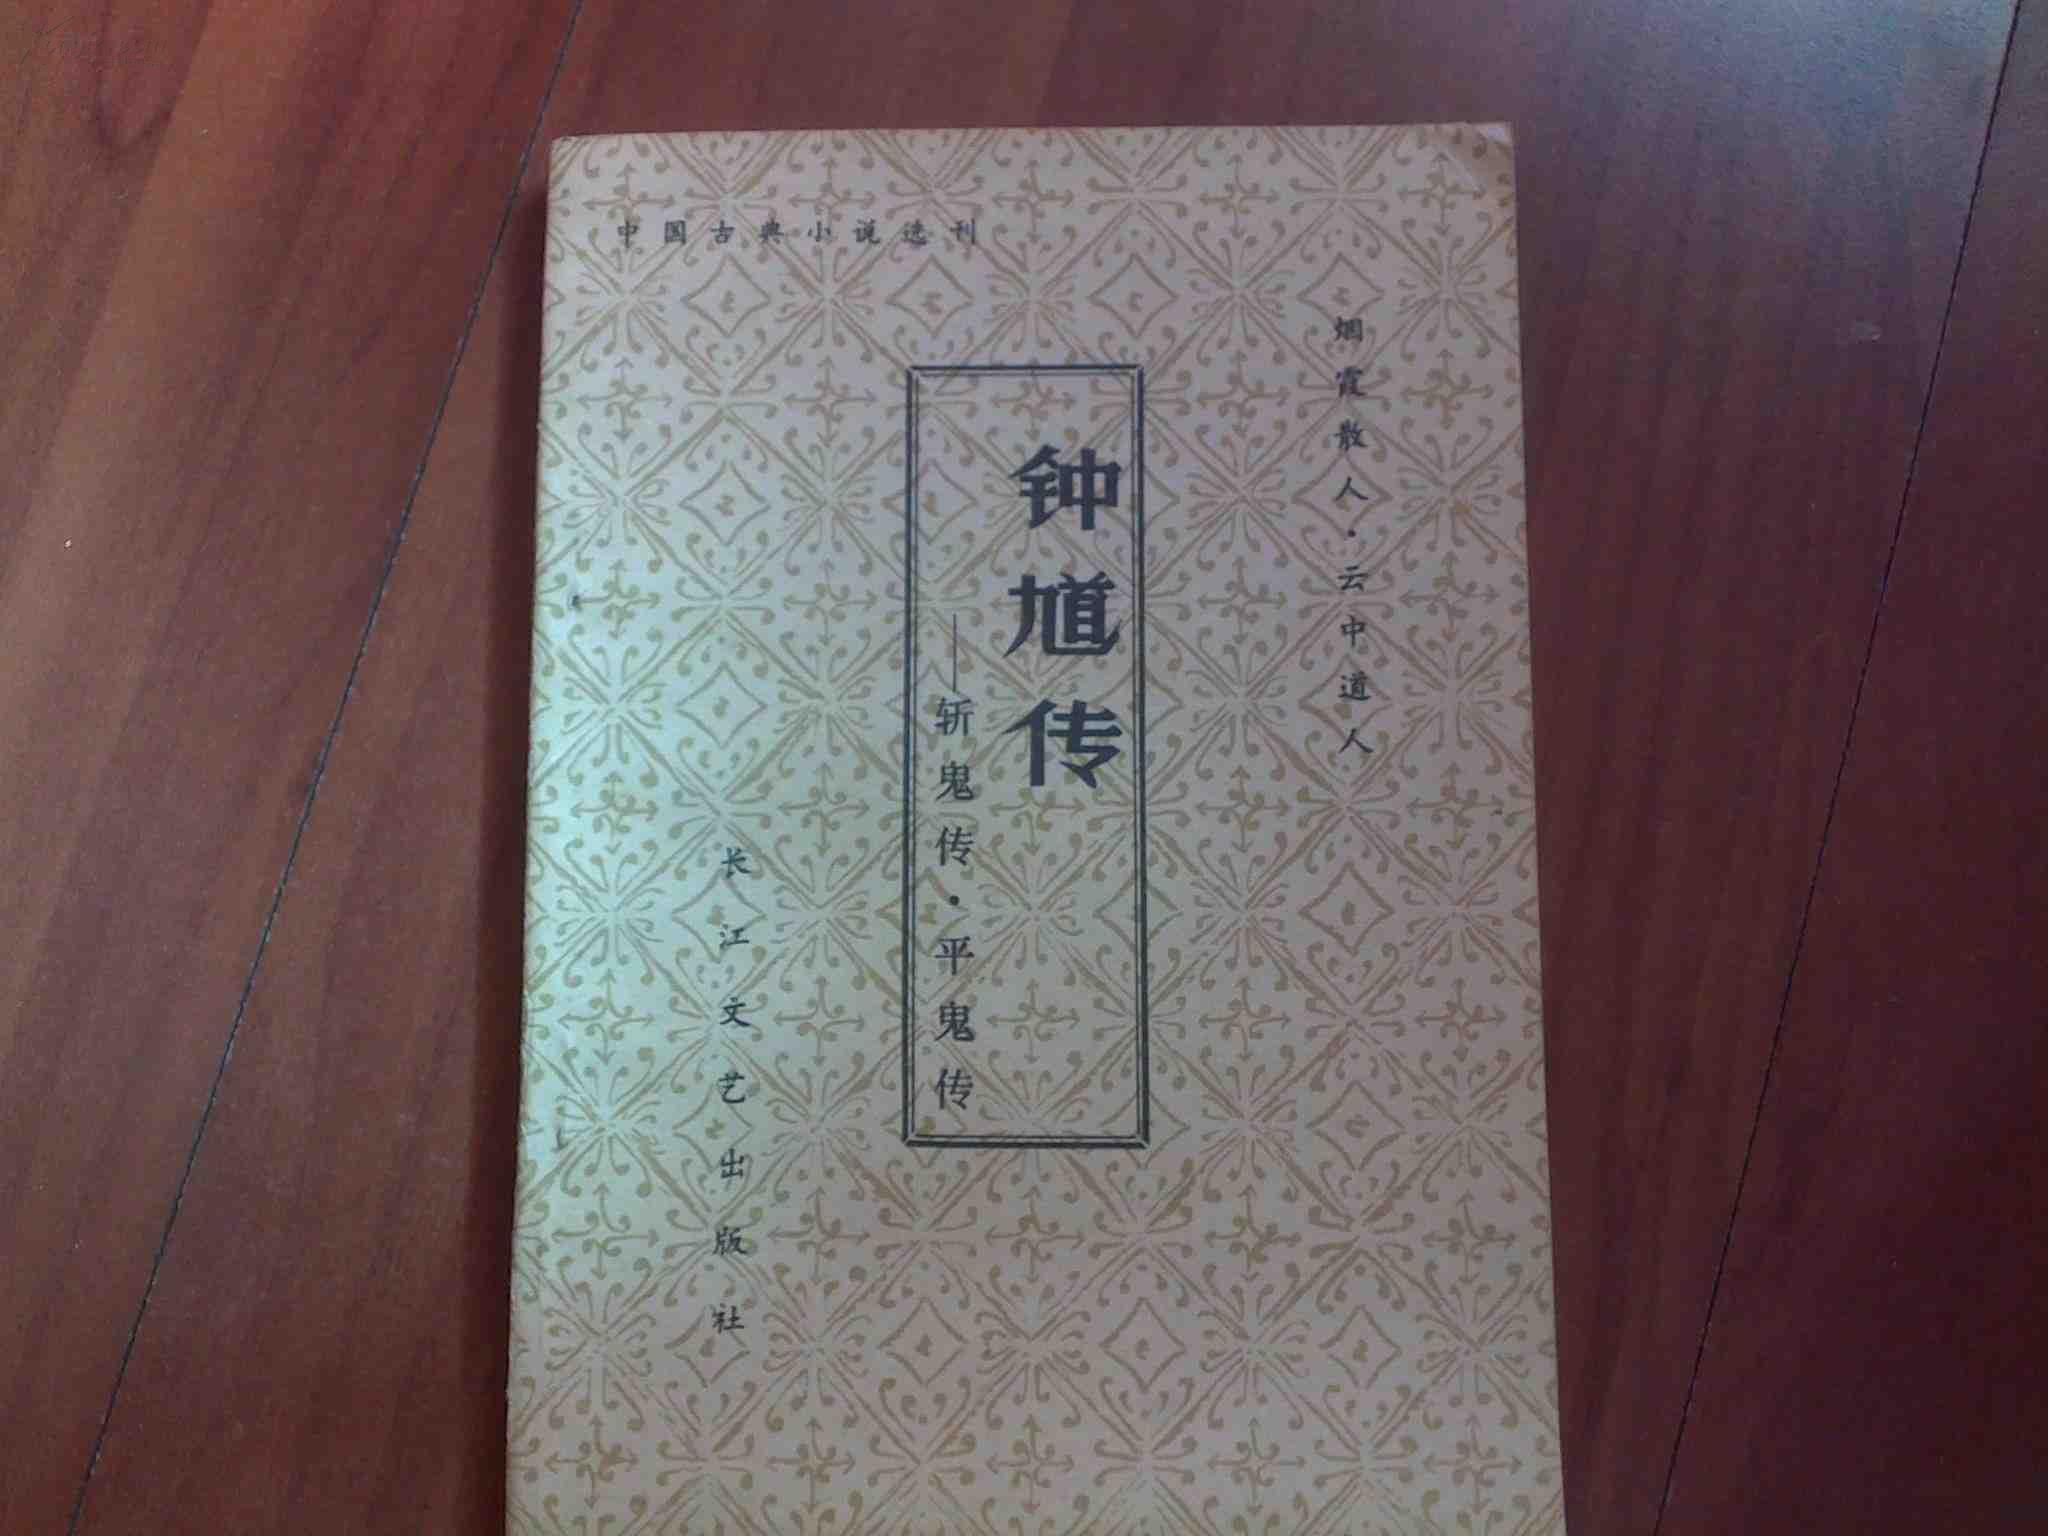 中国古典小说选刊
烟霞散人·云中道人
钟馗传
——斩鬼传·平鬼传
长江文艺出版社